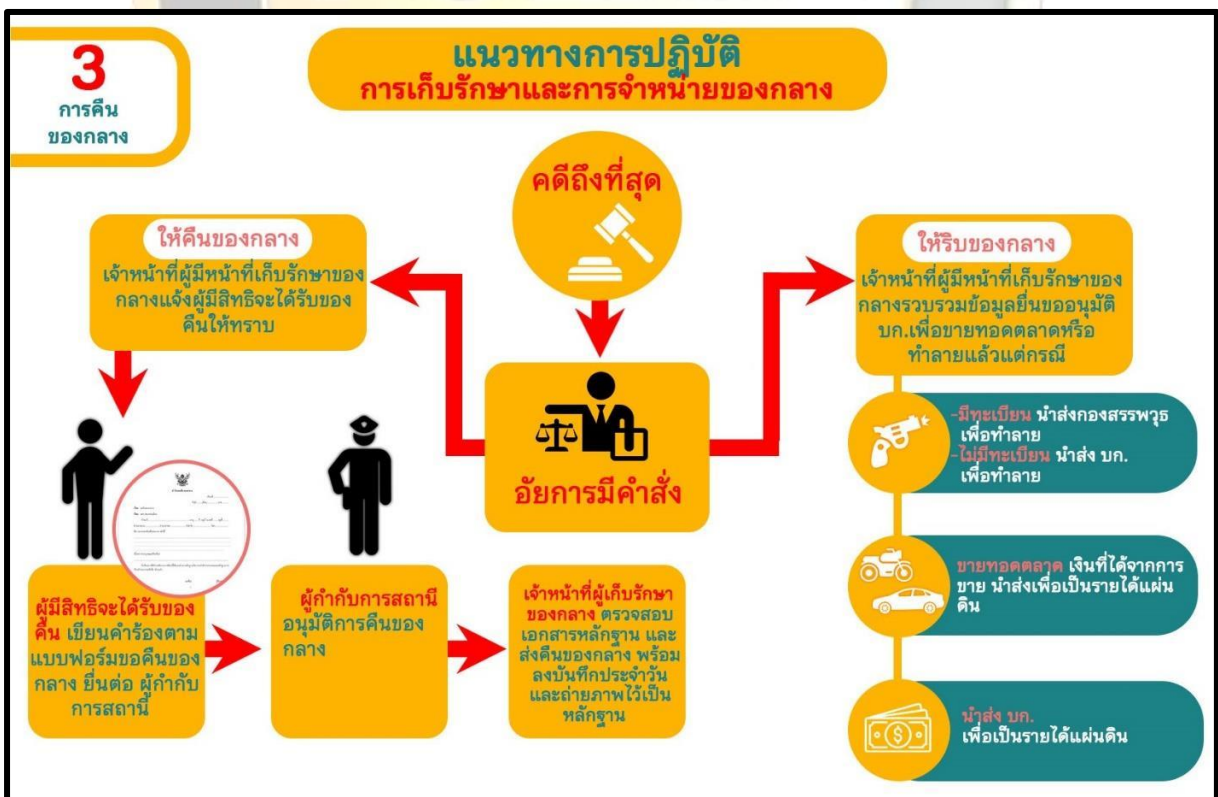 3
การคืน
ของกลาง
แนวทางการปฏิบัติ
การเก็บรักษาและการจำหน่ายของกลาง
คดีถึงที่สุด
ให้คืนของกลาง
เจ้าหน้าที่ผู้มีหน้าที่เก็บรักษาของ
กลางแจ้งผู้มีสิทธิจะได้รับของ
คืนให้ทราบ
ให้ริบของกลาง
เจ้าหน้าที่ผู้มีหน้าที่เก็บรักษาของ
กลางรวบรวมข้อมูลยื่นขออนุมัติ
บก.เพื่อขายทอดตลาดหรือ
ทำลายแล้วแต่กรณี
อัยการมีคำสั่ง
-มีทะเบียน นำส่งกองสรรพวุธ
เพื่อทำลาย
-ไม่มีทะเบียน นำส่ง บก.
เพื่อทำลาย
ขายทอดตลาด เงินที่ได้จากการ
ขาย นำส่งเพื่อเป็นรายได้แผ่น
ดิน
นำส่ง บก.
เพื่อเป็นรายได้แผ่นดิน
ผู้มีสิทธิจะได้รับของ
คืน เขียนคำร้องตาม
แบบฟอร์มขอคืนของ
กลาง ยื่นต่อ ผู้กำกับ
การสถานี
ผู้กำกับการสถานี
อนุมัติการคืนของ
กลาง
เจ้าหน้าที่ผู้เก็บรักษา
ของกลาง ตรวจสอบ
เอกสารหลักฐาน และ
ส่งคืนของกลาง พร้อม
ลงบันทึกประจำวัน
และถ่ายภาพไว้เป็น
หลักฐาน